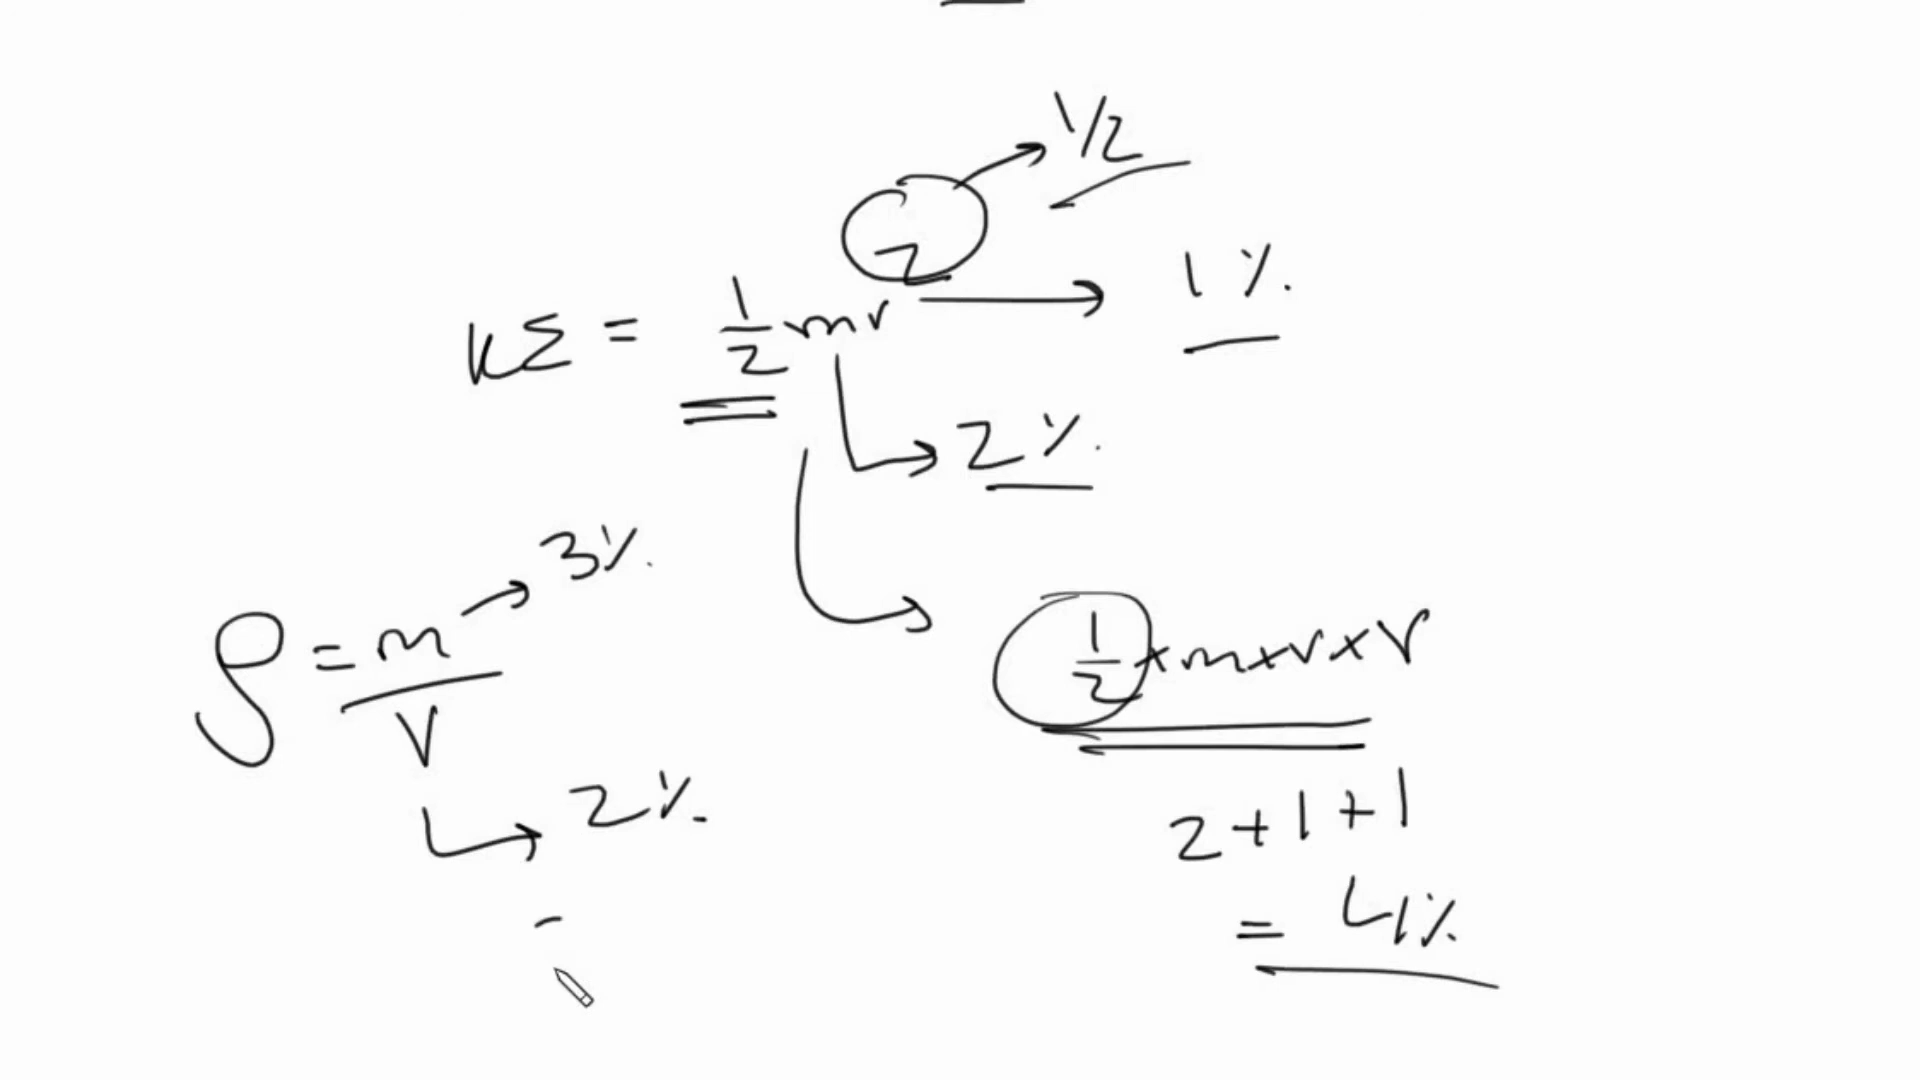 1/2
KE = 1/2 mv² → 1%.
→ 2%.
ρ = m/V
→ 3%.
→ 2%.
1/2 × m × v × v
2 + 1 + 1
= 4%
=